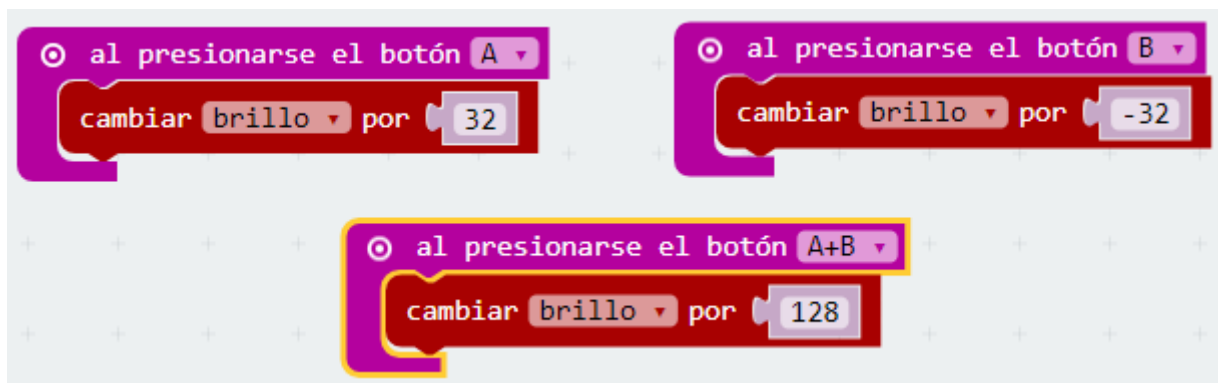 al presionarse el botón A
cambiar brillo por 32
al presionarse el botón B
cambiar brillo por -32
al presionarse el botón A+B
cambiar brillo por 128